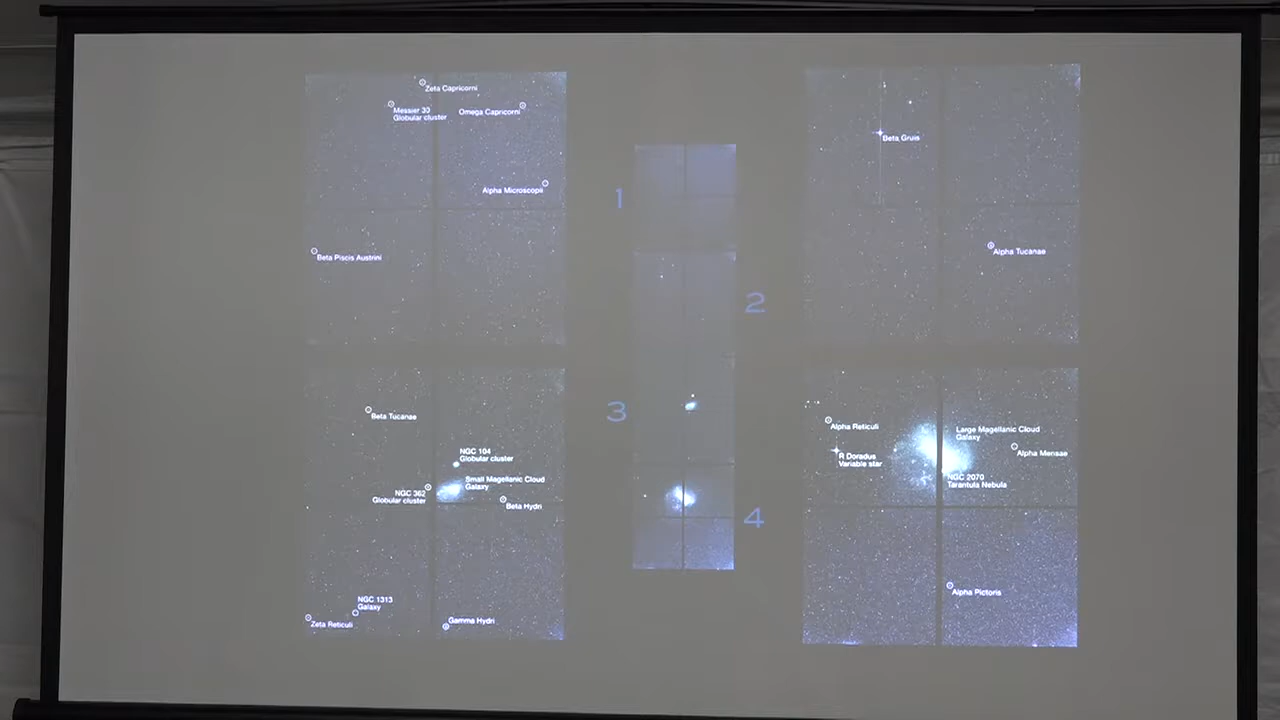 Zeta Capricorni
Messier 30
Globular cluster
Omega Capricorni
Alpha Microscopii
Beta Piscis Austrini
1
Beta Gruis
Alpha Tucanae
2
Beta Tucanae
NGC 104
Globular cluster
Small Magellanic Cloud
Galaxy
NGC 362
Globular cluster
Beta Hydri
NGC 1313
Galaxy
Zeta Reticuli
Gamma Hydri
3
Alpha Reticuli
R Doradus
Variable star
Large Magellanic Cloud
Galaxy
Alpha Mensae
NGC 2070
Tarantula Nebula
Alpha Pictoris
4